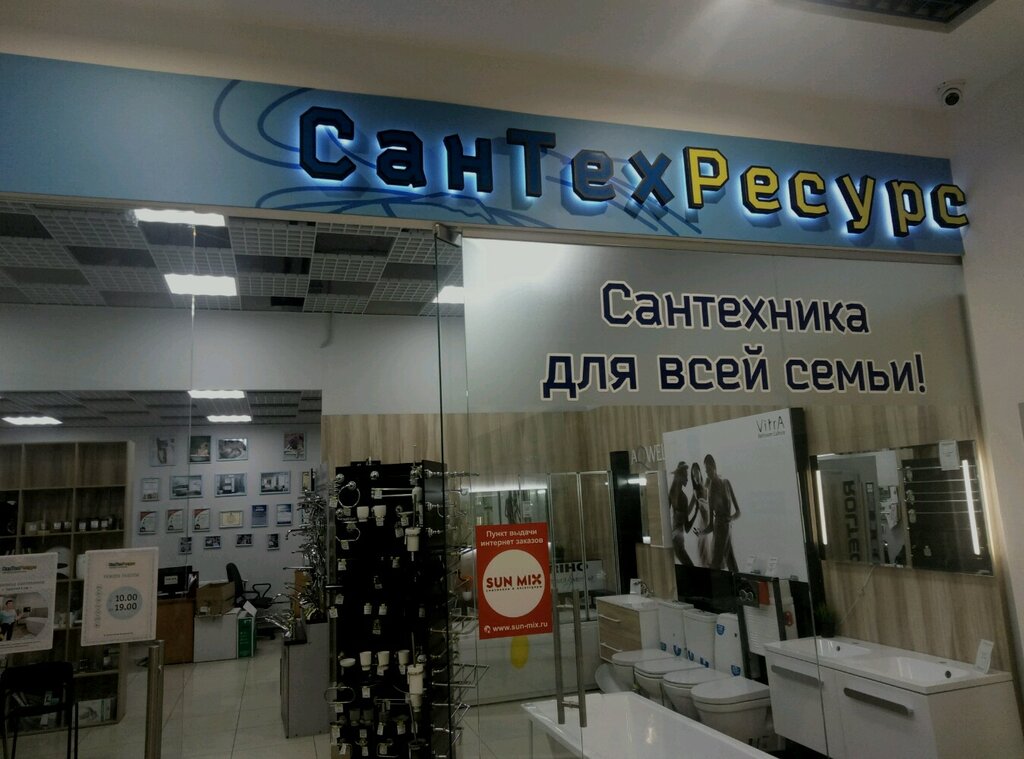 СанТехРесурс
Сантехника
для всей семьи!
VitrA
Пункт выдачи
интернет заказов
SUN MIX
www.sun-mix.ru
10.00
19.00